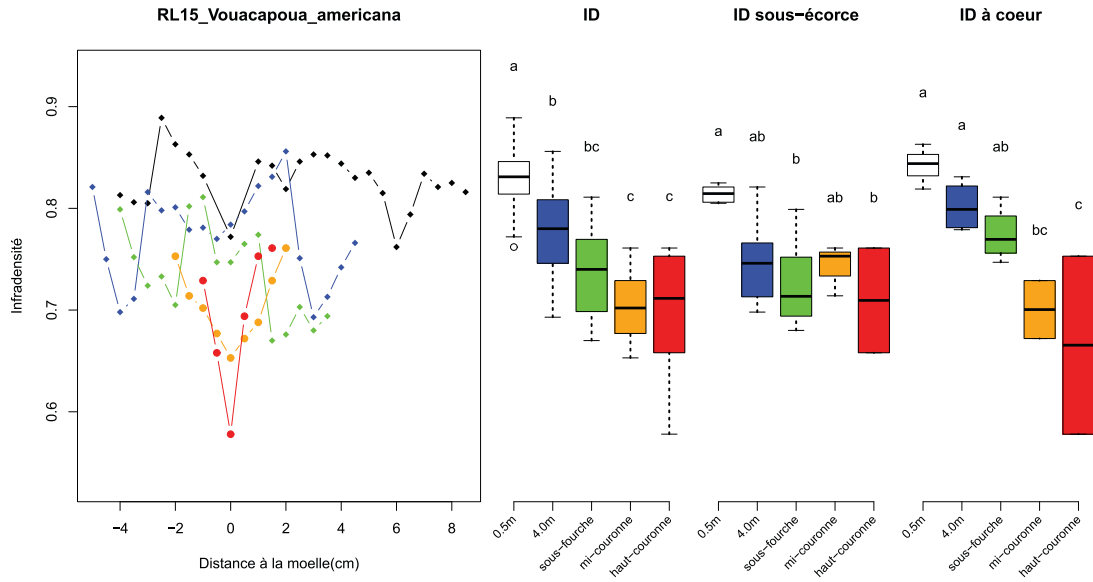 RL15_Vouacapoua_americana
Infradensité
0.9
0.8
0.7
0.6
−4
−2
0
2
4
6
8
Distance à la moelle(cm)
ID
a
b
bc
c
c
0.5m
4.0m
sous−fourche
mi−couronne
haut−couronne
ID sous−écorce
a
ab
b
ab
b
0.5m
4.0m
sous−fourche
mi−couronne
haut−couronne
ID à coeur
a
a
ab
bc
c
0.5m
4.0m
sous−fourche
mi−couronne
haut−couronne